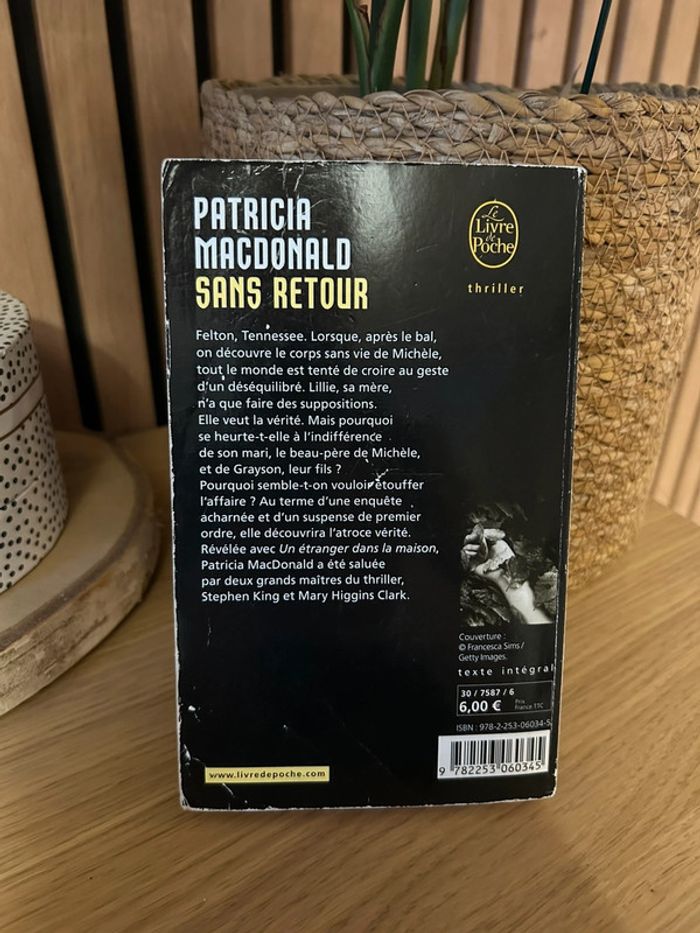 PATRICIA
MACDONALD
SANS RETOUR
Le
Livre
de
Poche
thriller
Felton, Tennessee. Lorsque, après le bal,
on découvre le corps sans vie de Michèle,
tout le monde est tenté de croire au geste
d'un déséquilibré. Lillie, sa mère,
n'a que faire des suppositions.
Elle veut la vérité. Mais pourquoi
se heurte-t-elle à l'indifférence
de son mari, le beau-père de Michèle,
et de Grayson, leur fils ?
Pourquoi semble-t-on vouloir étouffer
l'affaire ? Au terme d'une enquête
acharnée et d'un suspense de premier
ordre, elle découvrira l'atroce vérité.
Révélée avec Un étranger dans la maison,
Patricia MacDonald a été saluée
par deux grands maîtres du thriller,
Stephen King et Mary Higgins Clark.
Couverture :
© Francesca Sims /
Getty Images.
texte intégral
30 / 7587 / 6
6,00 €
Prix
France TTC
ISBN : 978-2-253-06034-5
9 782253 060345
www.livredepoche.com